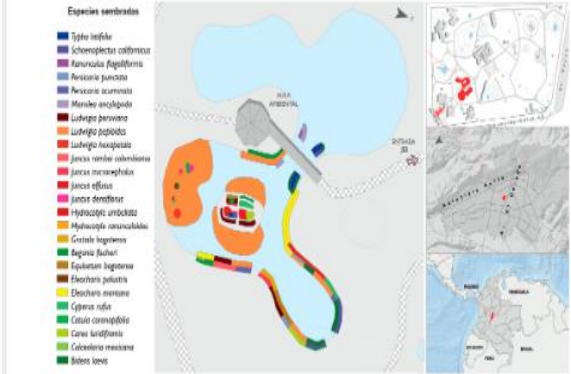 Especies sembradas
Typha latifolia
Schoenoplectus californicus
Ranunculus flagelliformis
Persicaria punctata
Persicaria acuminata
Marsilea ancylopoda
Ludwigia peruviana
Ludwigia peploides
Ludwigia hexapetala
Juncus ramboi colombianus
Juncus microcephalus
Juncus effusus
Juncus densiflorus
Hydrocotyle umbellata
Hydrocotyle ranunculoides
Gratiola bogotensis
Begonia fischeri
Equisetum bogotense
Eleocharis palustris
Eleocharis montana
Cyperus rufus
Cotula coronopifolia
Carex luridiformis
Calceolaria mexicana
Bidens laevis
AULA
AMBIENTAL
ENTRADA
PANAMÁ
VENEZUELA
ECUADOR
PERÚ
BRASIL